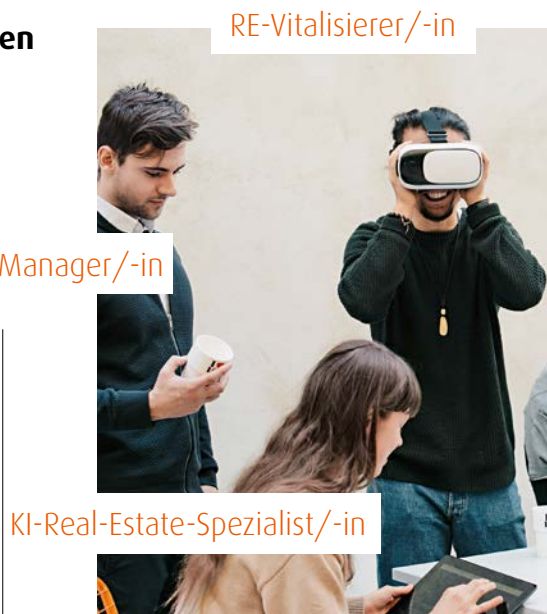 RE-Vitalisierer/-in
en
Manager/-in
KI-Real-Estate-Spezialist/-in